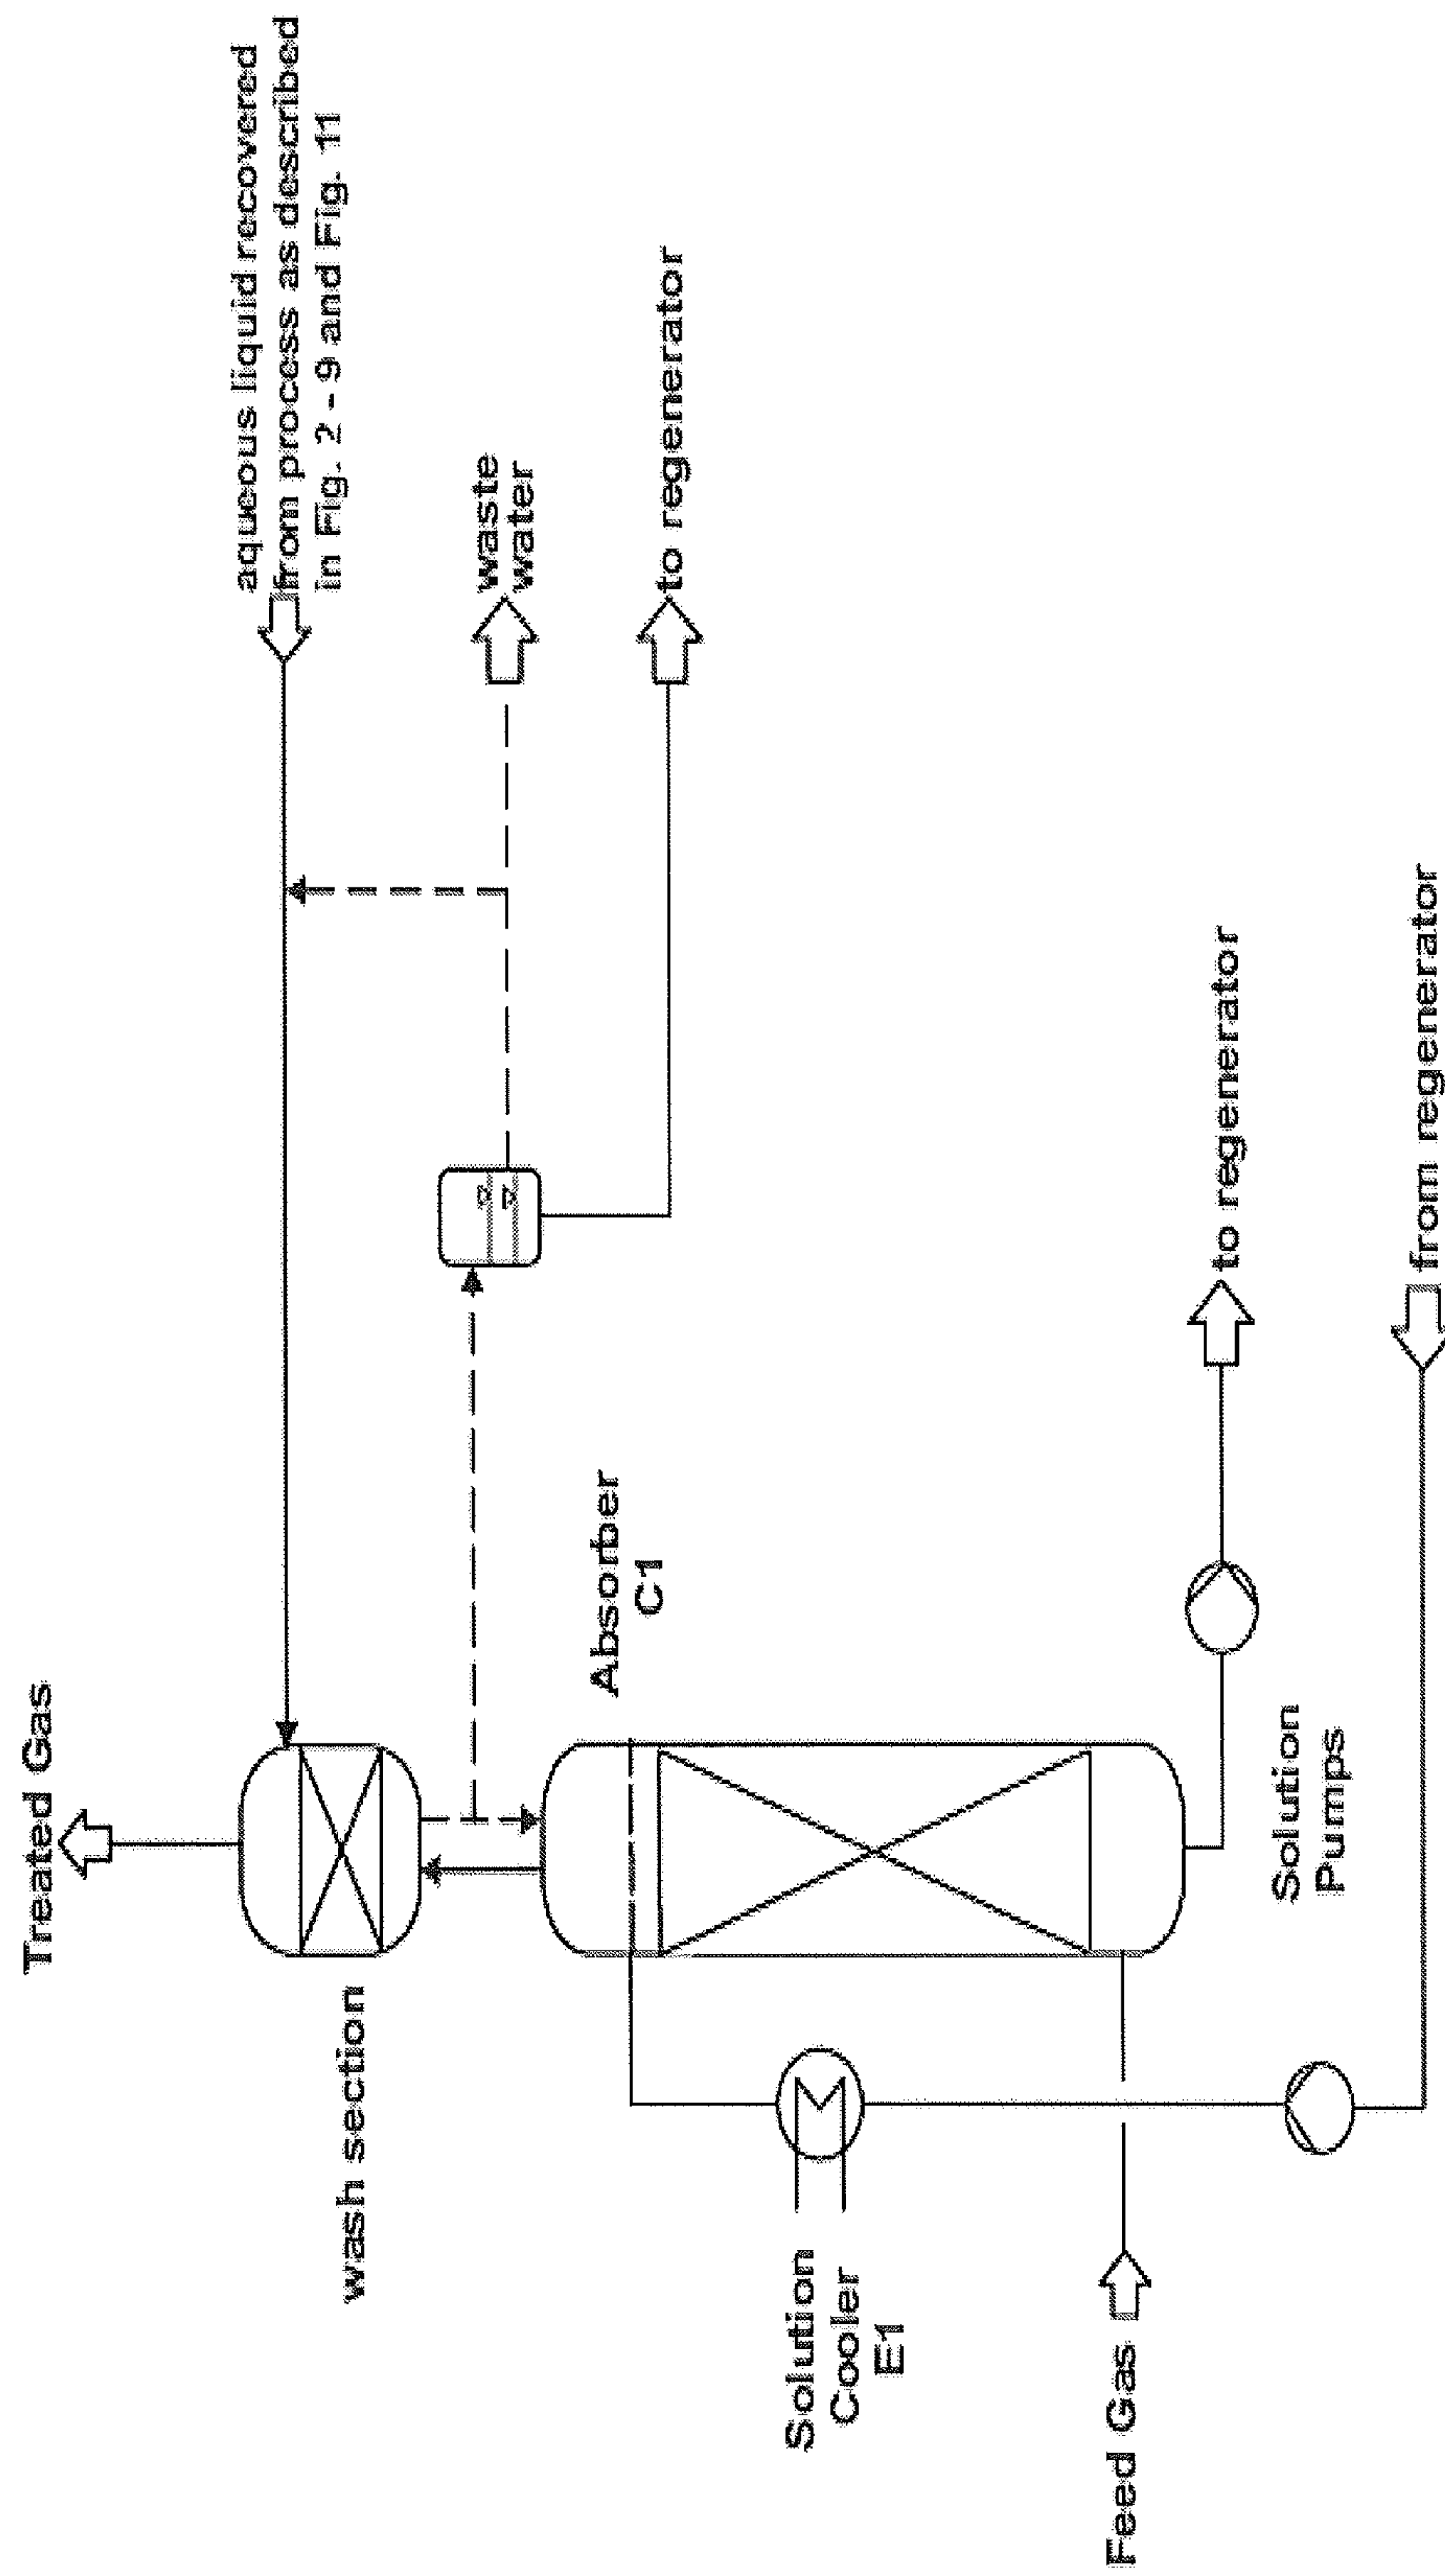 Treated Gas
aqueous liquid recovered
from process as described
in Fig. 2 - 9 and Fig. 11
wash section
waste
water
to regenerator
Absorber
C1
Solution
Cooler
E1
Feed Gas
to regenerator
Solution
Pumps
from regenerator